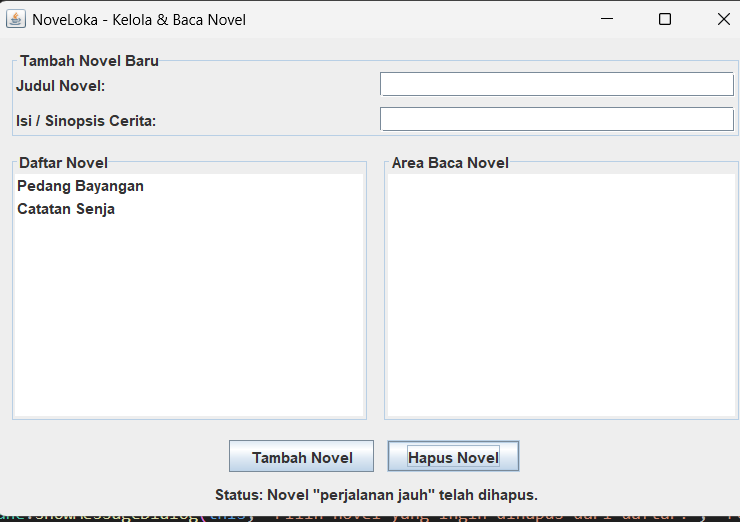 NoveLoka - Kelola & Baca Novel
Tambah Novel Baru
Judul Novel:
Isi / Sinopsis Cerita:
Daftar Novel
Pedang Bayangan
Catatan Senja
Area Baca Novel
Tambah Novel
Hapus Novel
Status: Novel "perjalanan jauh" telah dihapus.